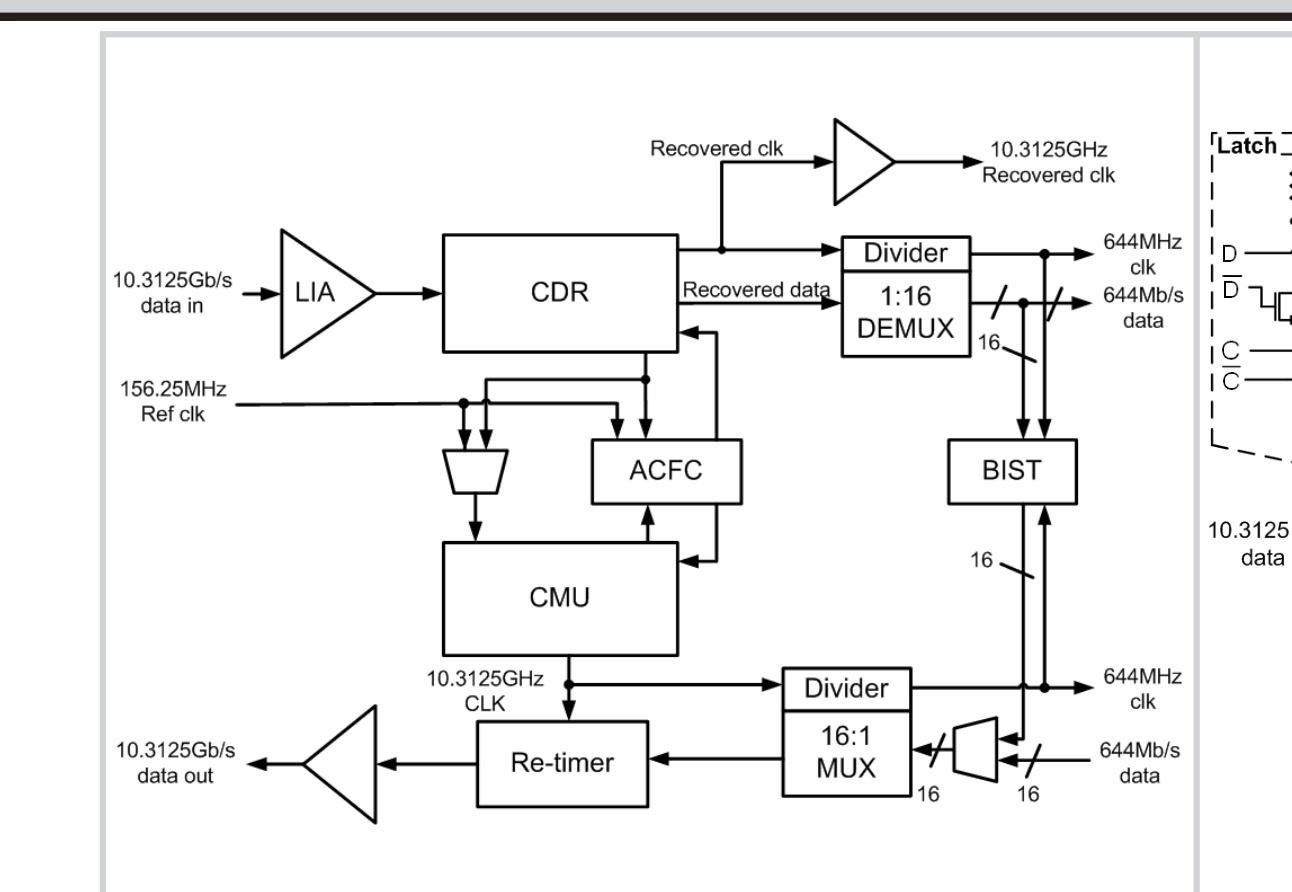 Recovered clk
10.3125GHz
Recovered clk
10.3125Gb/s
data in
LIA
CDR
Recovered data
Divider
1:16
DEMUX
644MHz
clk
644Mb/s
data
16
156.25MHz
Ref clk
ACFC
BIST
CMU
16
10.3125GHz
CLK
Divider
16:1
MUX
644MHz
clk
10.3125Gb/s
data out
Re-timer
644Mb/s
data
16
16
Latch
D
D̅
C
C̅
10.3125
data